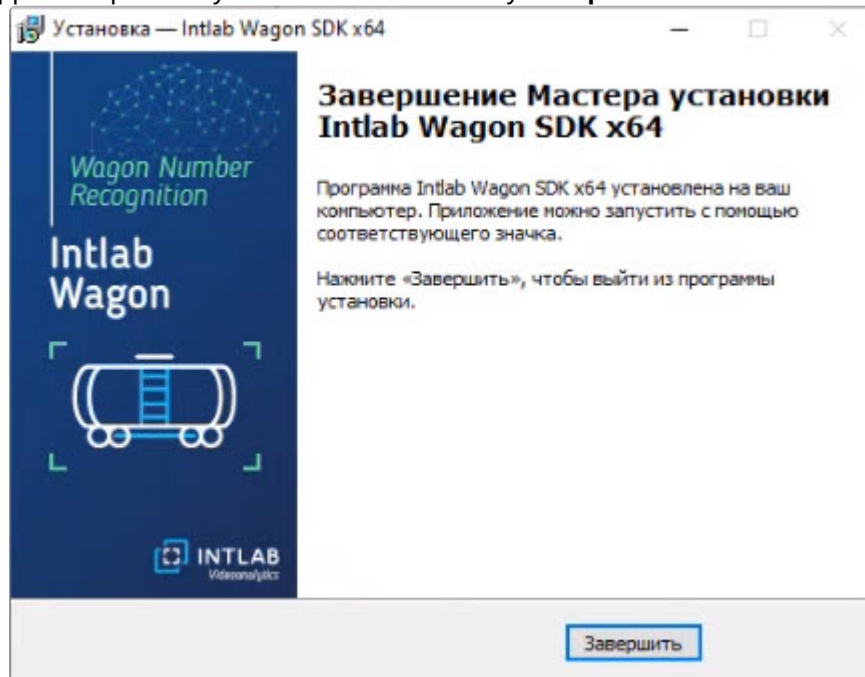 Установка — Intlab Wagon SDK x64
Wagon Number
Recognition
Intlab
Wagon
INTLAB
Videoanalytics
Завершение Мастера установки
Intlab Wagon SDK x64
Программа Intlab Wagon SDK x64 установлена на ваш
компьютер. Приложение можно запустить с помощью
соответствующего значка.
Нажмите «Завершить», чтобы выйти из программы
установки.
Завершить